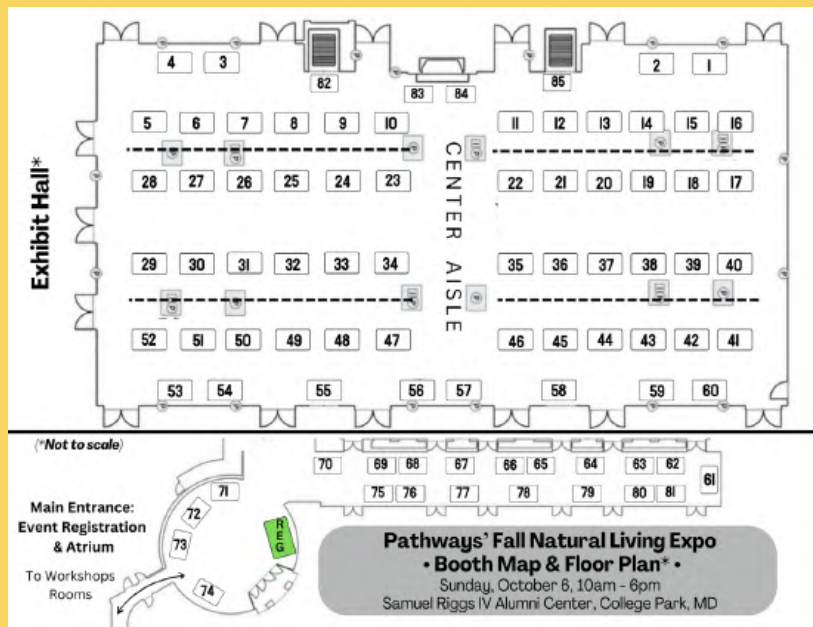 4 3 2 1
82 83 84 85
5 6 7 8 9 10 11 12 13 14 15 16
28 27 26 25 24 23 22 21 20 19 18 17
Exhibit Hall*
CENTER AISLE
29 30 31 32 33 34 35 36 37 38 39 40
52 51 50 49 48 47 46 45 44 43 42 41
53 54 55 56 57 58 59 60
(*Not to scale)
70 69 68 67 66 65 64 63 62
61
75 76 77 78 79 80 81
71
72
73
74
REG
Main Entrance:
Event Registration
& Atrium
To Workshops
Rooms
Pathways' Fall Natural Living Expo
• Booth Map & Floor Plan* •
Sunday, October 6, 10am - 6pm
Samuel Riggs IV Alumni Center, College Park, MD